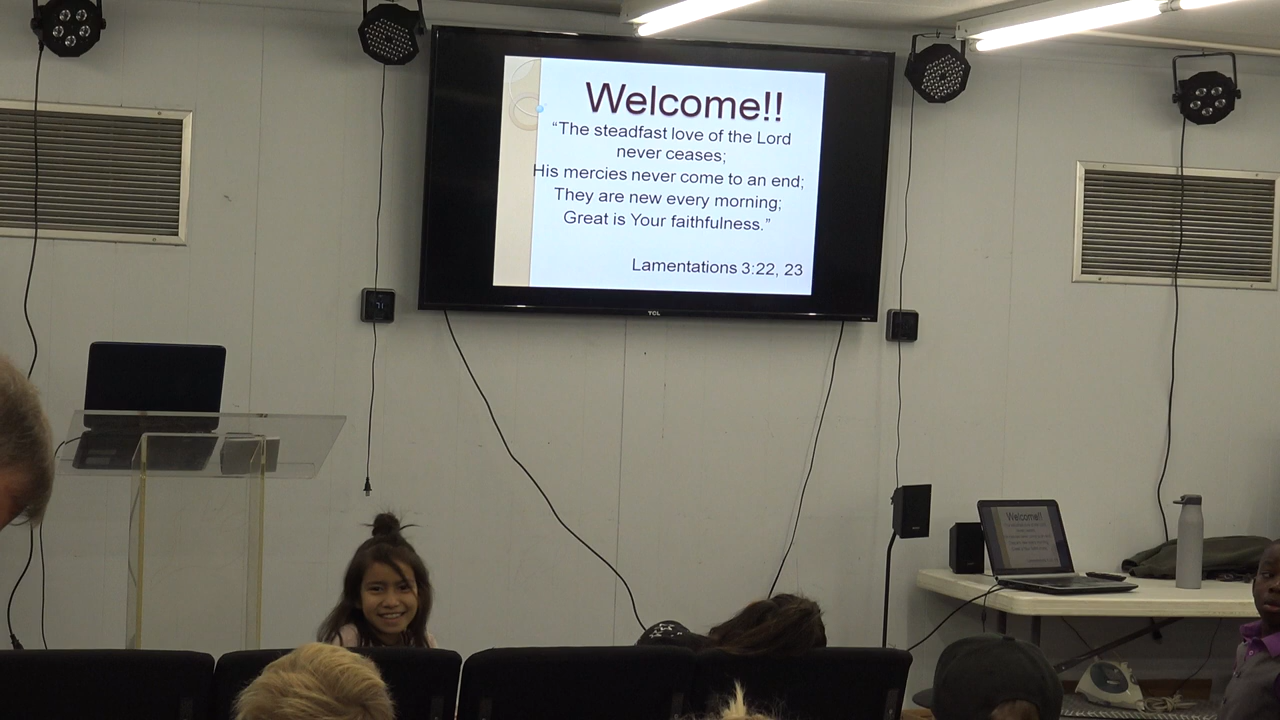 Welcome!!
“The steadfast love of the Lord
never ceases;
His mercies never come to an end;
They are new every morning;
Great is Your faithfulness.”
Lamentations 3:22, 23
TCL
Welcome!!